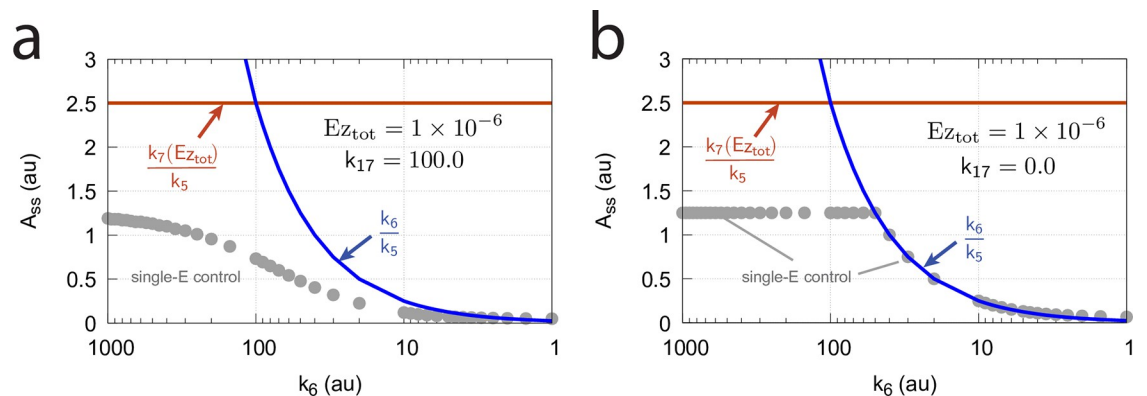 a
3
2.5
2
1.5
1
0.5
0
A_ss (au)
Ez_tot = 1 × 10^-6
k_17 = 100.0
k_7(Ez_tot)
k_5
k_6
k_5
single-E control
1000
100
10
1
k_6 (au)
b
3
2.5
2
1.5
1
0.5
0
A_ss (au)
Ez_tot = 1 × 10^-6
k_17 = 0.0
k_7(Ez_tot)
k_5
k_6
k_5
single-E control
1000
100
10
1
k_6 (au)